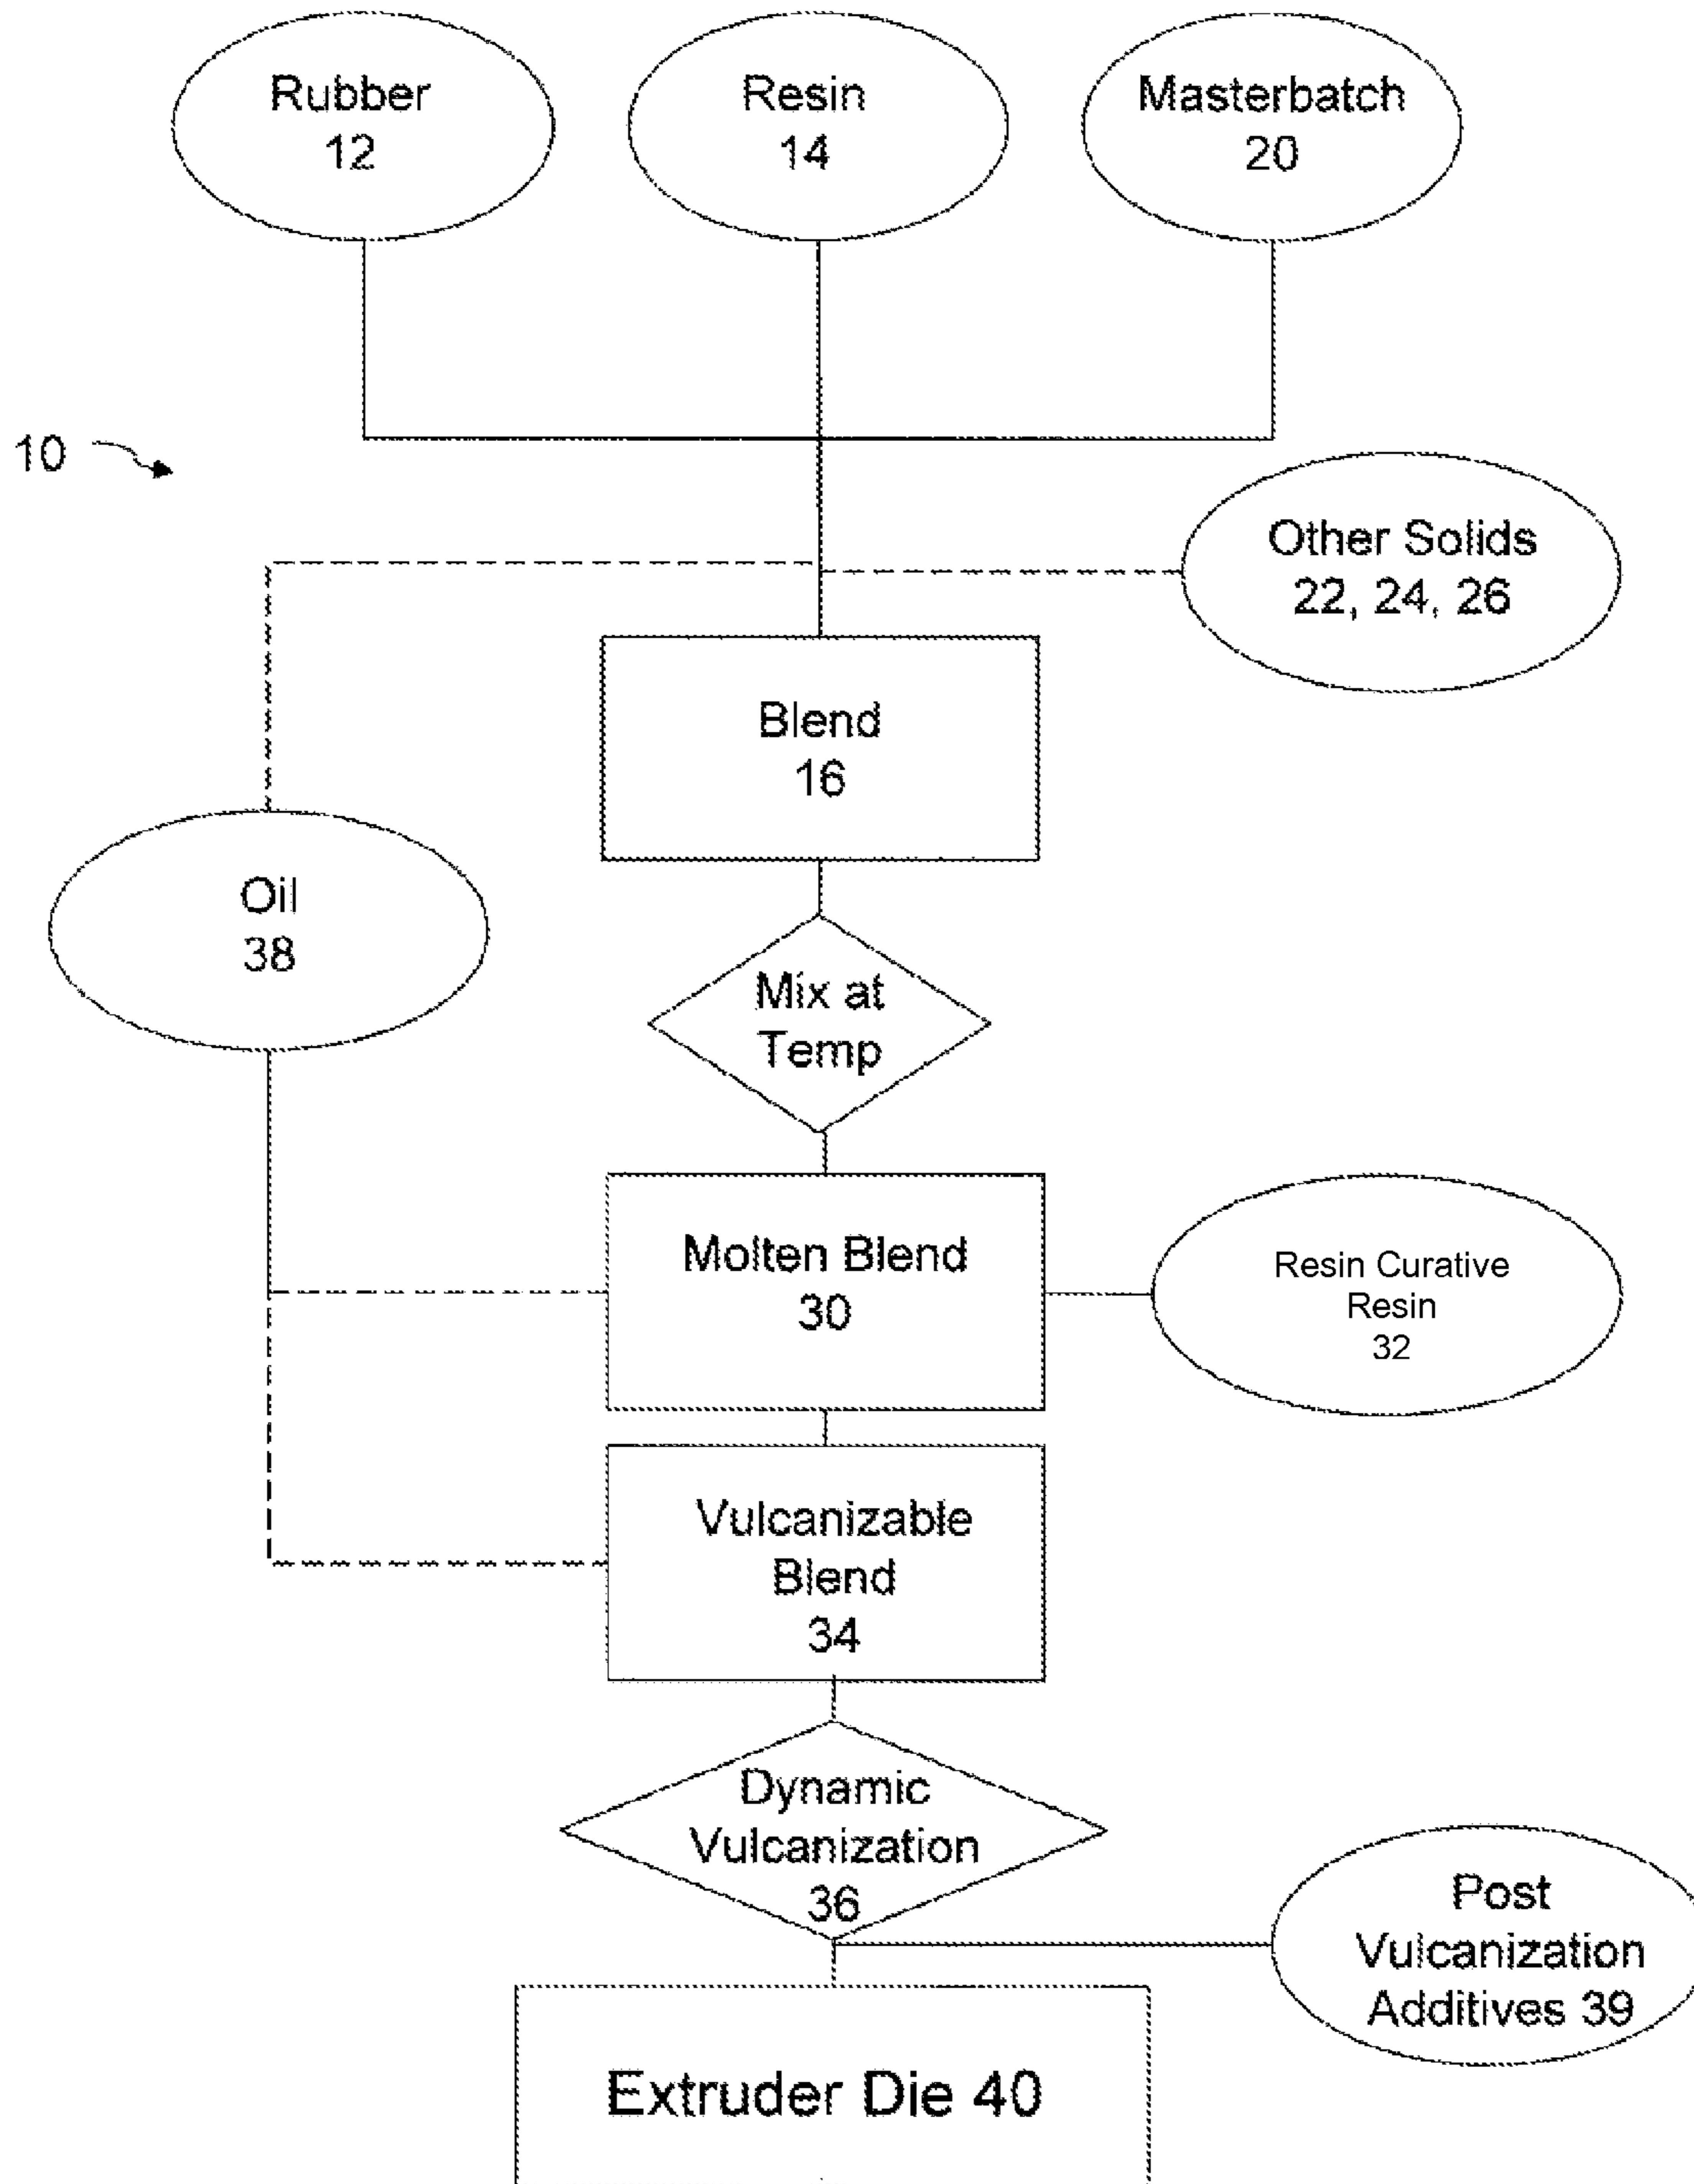 Rubber
12
Resin
14
Masterbatch
20
10
Other Solids
22, 24, 26
Blend
16
Oil
38
Mix at
Temp
Molten Blend
30
Resin Curative
Resin
32
Vulcanizable
Blend
34
Dynamic
Vulcanization
36
Post
Vulcanization
Additives 39
Extruder Die 40